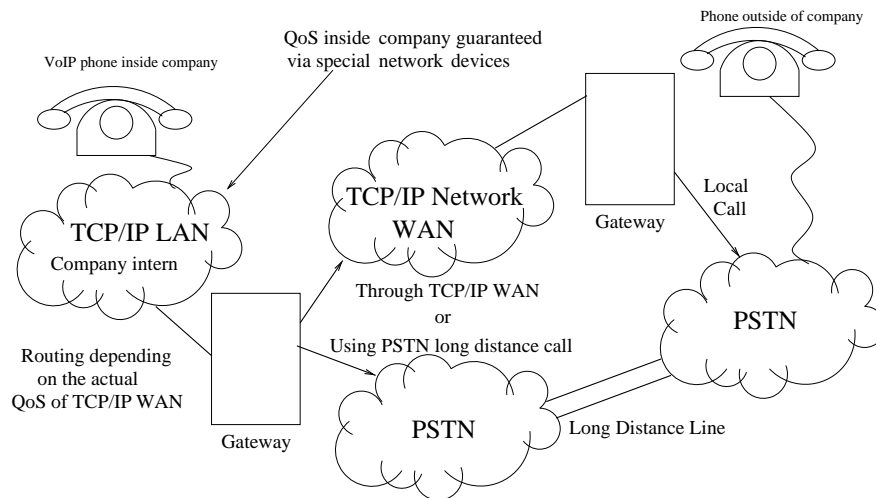 Phone outside of company
QoS inside company guaranteed
via special network devices
VoIP phone inside company
TCP/IP LAN
Company intern
TCP/IP Network
WAN
Gateway
Local
Call
Through TCP/IP WAN
or
Using PSTN long distance call
PSTN
Routing depending
on the actual
QoS of TCP/IP WAN
Gateway
PSTN
Long Distance Line